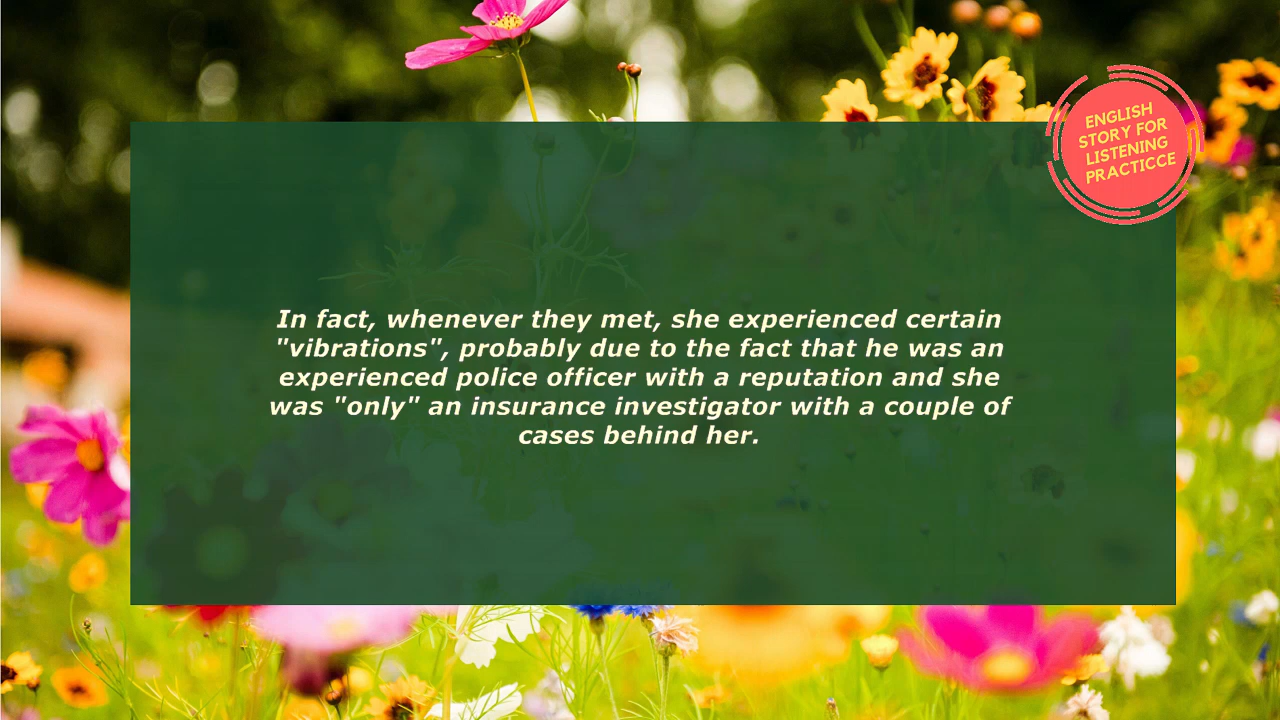 ENGLISH
STORY FOR
LISTENING
PRACTICCE
In fact, whenever they met, she experienced certain
"vibrations", probably due to the fact that he was an
experienced police officer with a reputation and she
was "only" an insurance investigator with a couple of
cases behind her.